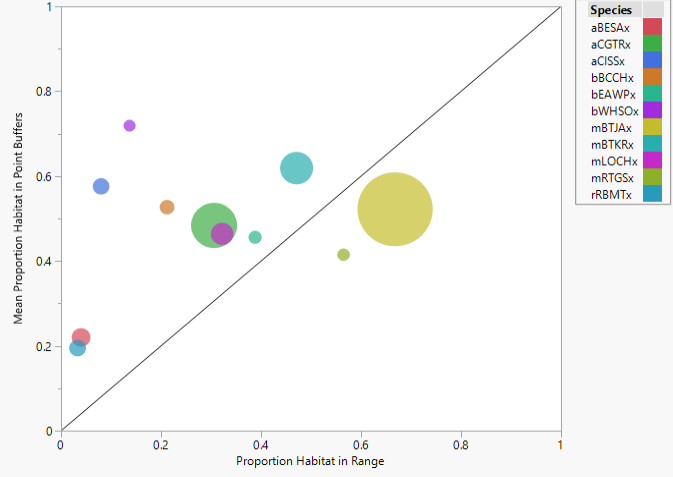 Mean Proportion Habitat in Point Buffers
1
0.8
0.6
0.4
0.2
0
0
0.2
0.4
0.6
0.8
1
Proportion Habitat in Range
Species
aBESAx
aCGTRx
aCISSx
bBCCHx
bEAWPx
bWHSOx
mBTJAx
mBTKRx
mLOCHx
mRTGSx
rRBMTx